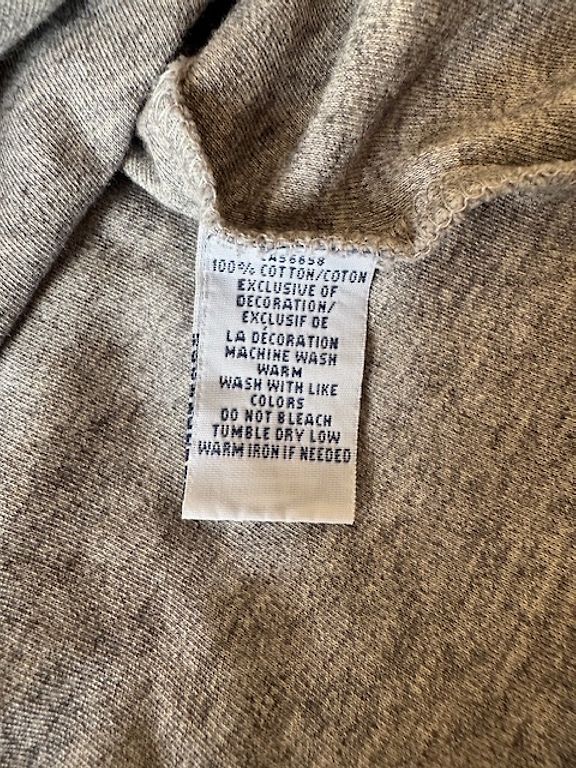 A56658
100% COTTON/COTON
EXCLUSIVE OF
DECORATION/
EXCLUSIF DE
LA DÉCORATION
MACHINE WASH
WARM
WASH WITH LIKE
COLORS
DO NOT BLEACH
TUMBLE DRY LOW
WARM IRON IF NEEDED